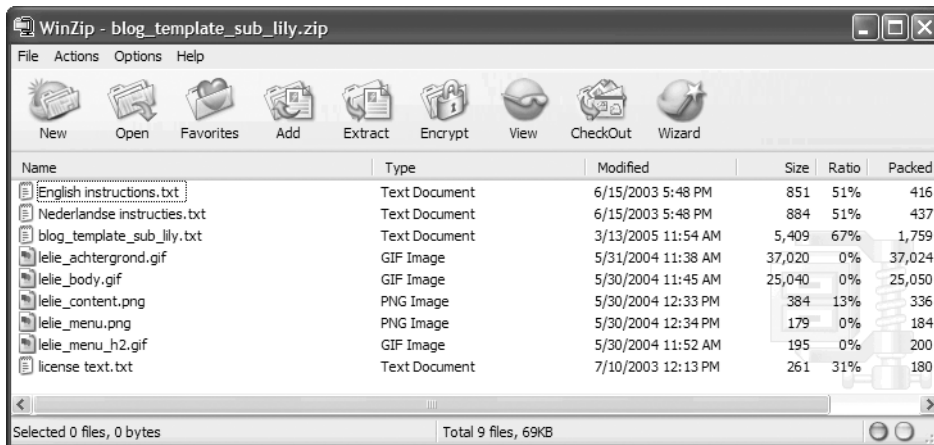 WinZip - blog_template_sub_lily.zip
File Actions Options Help
New Open Favorites Add Extract Encrypt View CheckOut Wizard
Name Type Modified Size Ratio Packed
English instructions.txt Text Document 6/15/2003 5:48 PM 851 51% 416
Nederlandse instructies.txt Text Document 6/15/2003 5:48 PM 884 51% 437
blog_template_sub_lily.txt Text Document 3/13/2005 11:54 AM 5,409 67% 1,759
lelie_achtergrond.gif GIF Image 5/31/2004 11:38 AM 37,020 0% 37,024
lelie_body.gif GIF Image 5/30/2004 11:45 AM 25,040 0% 25,050
lelie_content.png PNG Image 5/30/2004 12:33 PM 384 13% 336
lelie_menu.png PNG Image 5/30/2004 12:34 PM 179 0% 184
lelie_menu_h2.gif GIF Image 5/30/2004 11:52 AM 195 0% 200
license text.txt Text Document 7/10/2003 12:13 PM 261 31% 180
Selected 0 files, 0 bytes Total 9 files, 69KB